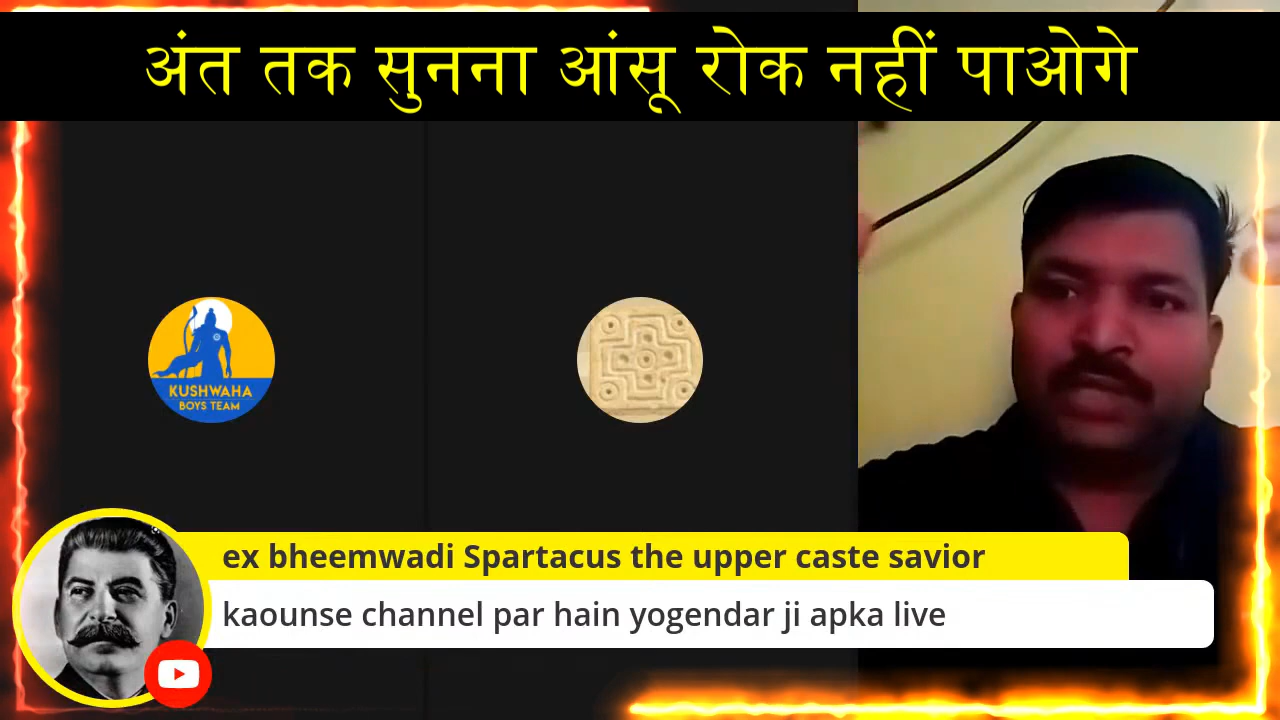 अंत तक सुनना आंसू रोक नहीं पाओगे
KUSHWAHA
BOYS TEAM
ex bheemwadi Spartacus the upper caste savior
kaounse channel par hain yogendar ji apka live